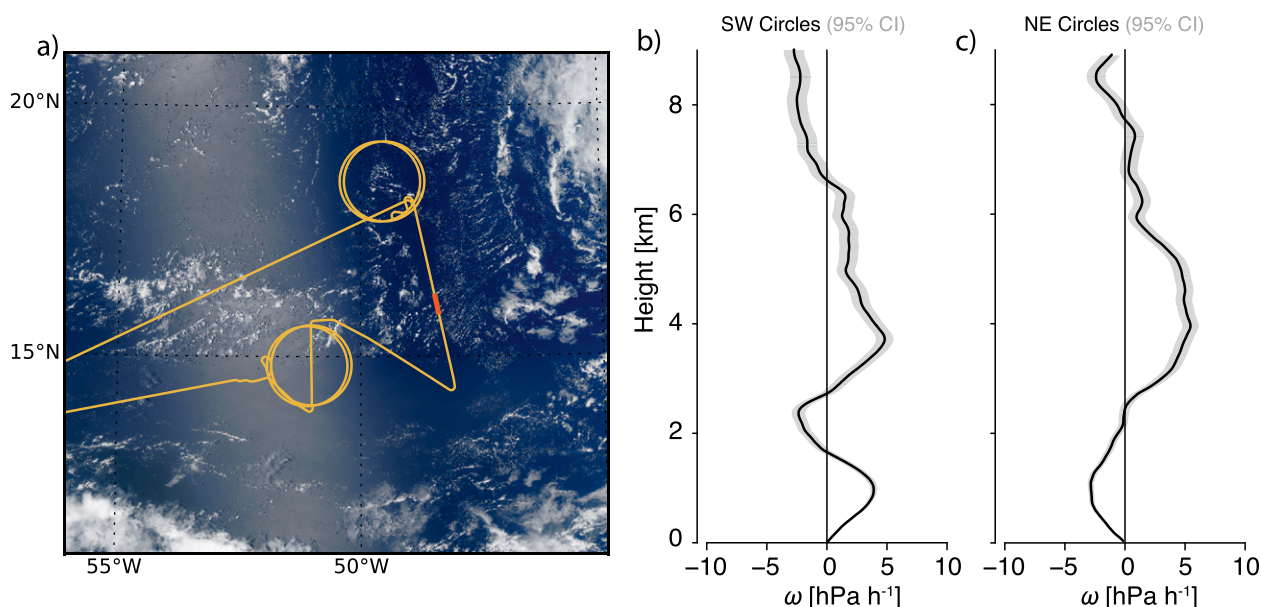 a)
20°N
15°N
55°W
50°W
b)
SW Circles (95% CI)
Height [km]
8
6
4
2
0
−10
−5
0
5
10
ω [hPa h-1]
c)
NE Circles (95% CI)
−10
−5
0
5
10
ω [hPa h-1]